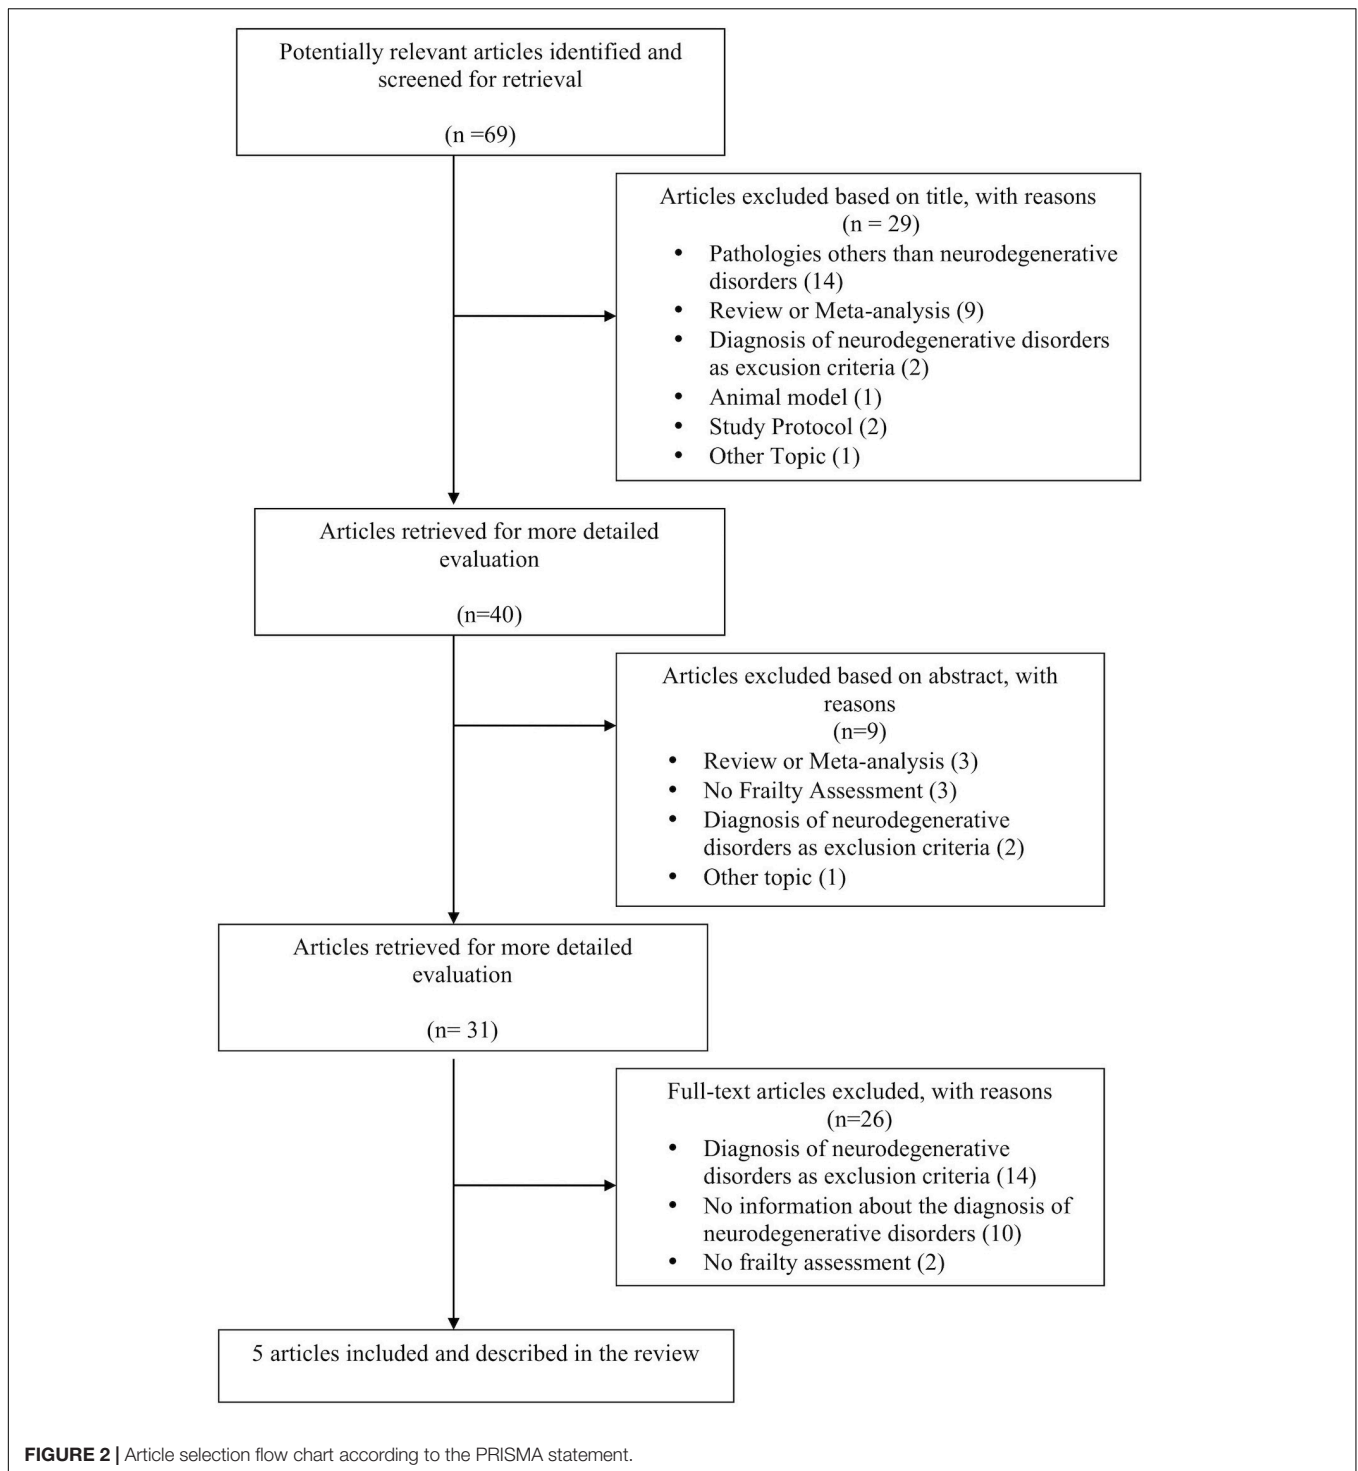 Potentially relevant articles identified and
screened for retrieval
(n =69)
Articles excluded based on title, with reasons
(n = 29)
• Pathologies others than neurodegenerative
disorders (14)
• Review or Meta-analysis (9)
• Diagnosis of neurodegenerative disorders
as excusion criteria (2)
• Animal model (1)
• Study Protocol (2)
• Other Topic (1)
Articles retrieved for more detailed
evaluation
(n=40)
Articles excluded based on abstract, with
reasons
(n=9)
• Review or Meta-analysis (3)
• No Frailty Assessment (3)
• Diagnosis of neurodegenerative
disorders as exclusion criteria (2)
• Other topic (1)
Articles retrieved for more detailed
evaluation
(n= 31)
Full-text articles excluded, with reasons
(n=26)
• Diagnosis of neurodegenerative
disorders as exclusion criteria (14)
• No information about the diagnosis of
neurodegenerative disorders (10)
• No frailty assessment (2)
5 articles included and described in the review
FIGURE 2 | Article selection flow chart according to the PRISMA statement.